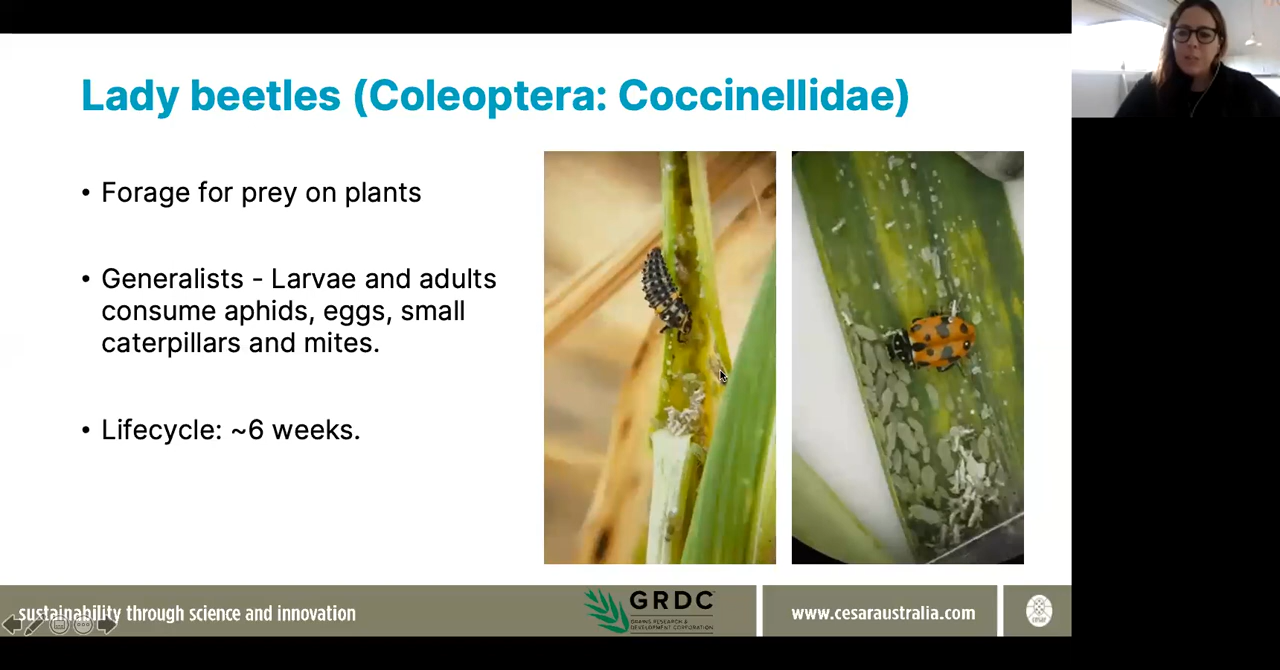 Lady beetles (Coleoptera: Coccinellidae)
• Forage for prey on plants
• Generalists - Larvae and adults
consume aphids, eggs, small
caterpillars and mites.
• Lifecycle: ~6 weeks.
sustainability through science and innovation
GRDC
GRAINS RESEARCH &
DEVELOPMENT CORPORATION
www.cesaraustralia.com
cesar